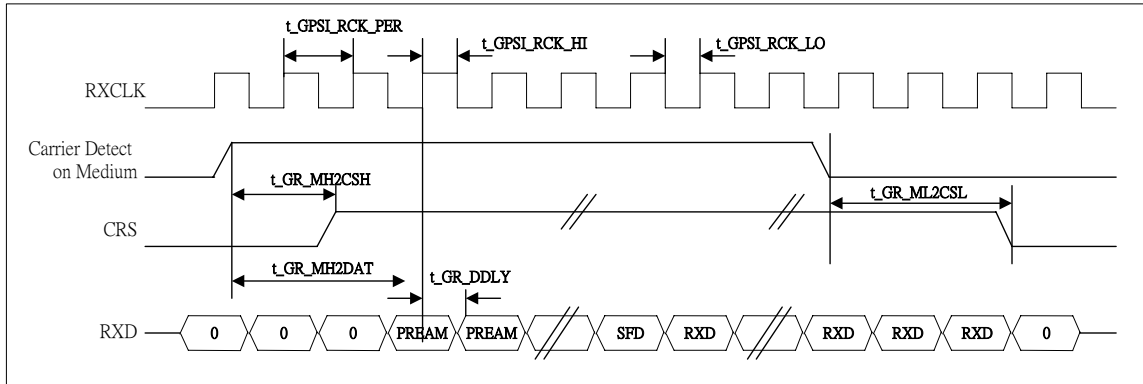 t_GPSI_RCK_PER
t_GPSI_RCK_HI
t_GPSI_RCK_LO
RXCLK
Carrier Detect
on Medium
t_GR_MH2CSH
t_GR_ML2CSL
CRS
t_GR_MH2DAT
t_GR_DDLY
RXD
0 0 0 PREAM PREAM SFD RXD RXD RXD RXD 0